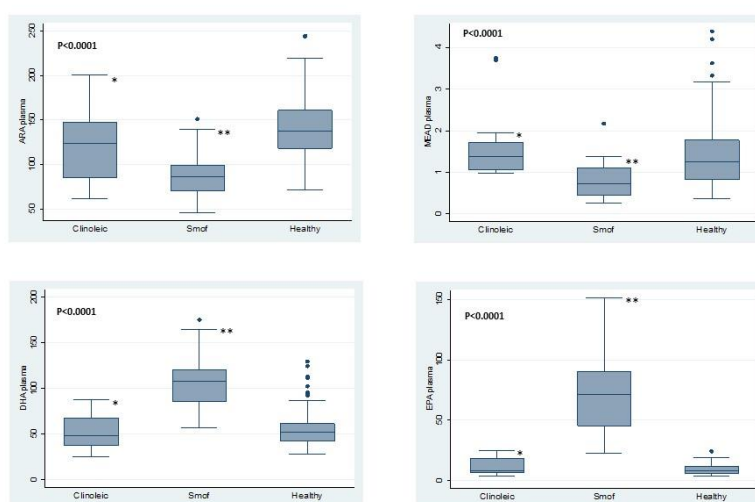 P<0.0001
ARA plasma
250
200
150
100
50
*
**
Clinoleic Smof Healthy
P<0.0001
MEAD plasma
4
3
2
1
0
*
**
Clinoleic Smof Healthy
P<0.0001
DHA plasma
200
150
100
50
0
*
**
Clinoleic Smof Healthy
P<0.0001
EPA plasma
150
100
50
0
*
**
Clinoleic Smof Healthy